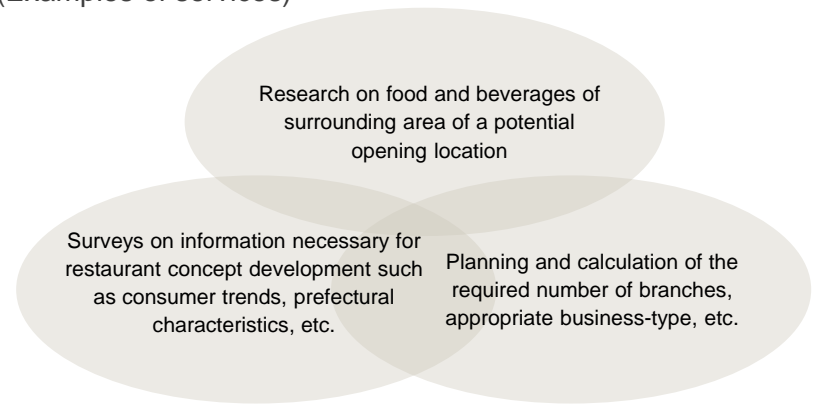 (Examples of services)
Research on food and beverages of
surrounding area of a potential
opening location
Surveys on information necessary for
restaurant concept development such
as consumer trends, prefectural
characteristics, etc.
Planning and calculation of the
required number of branches,
appropriate business-type, etc.